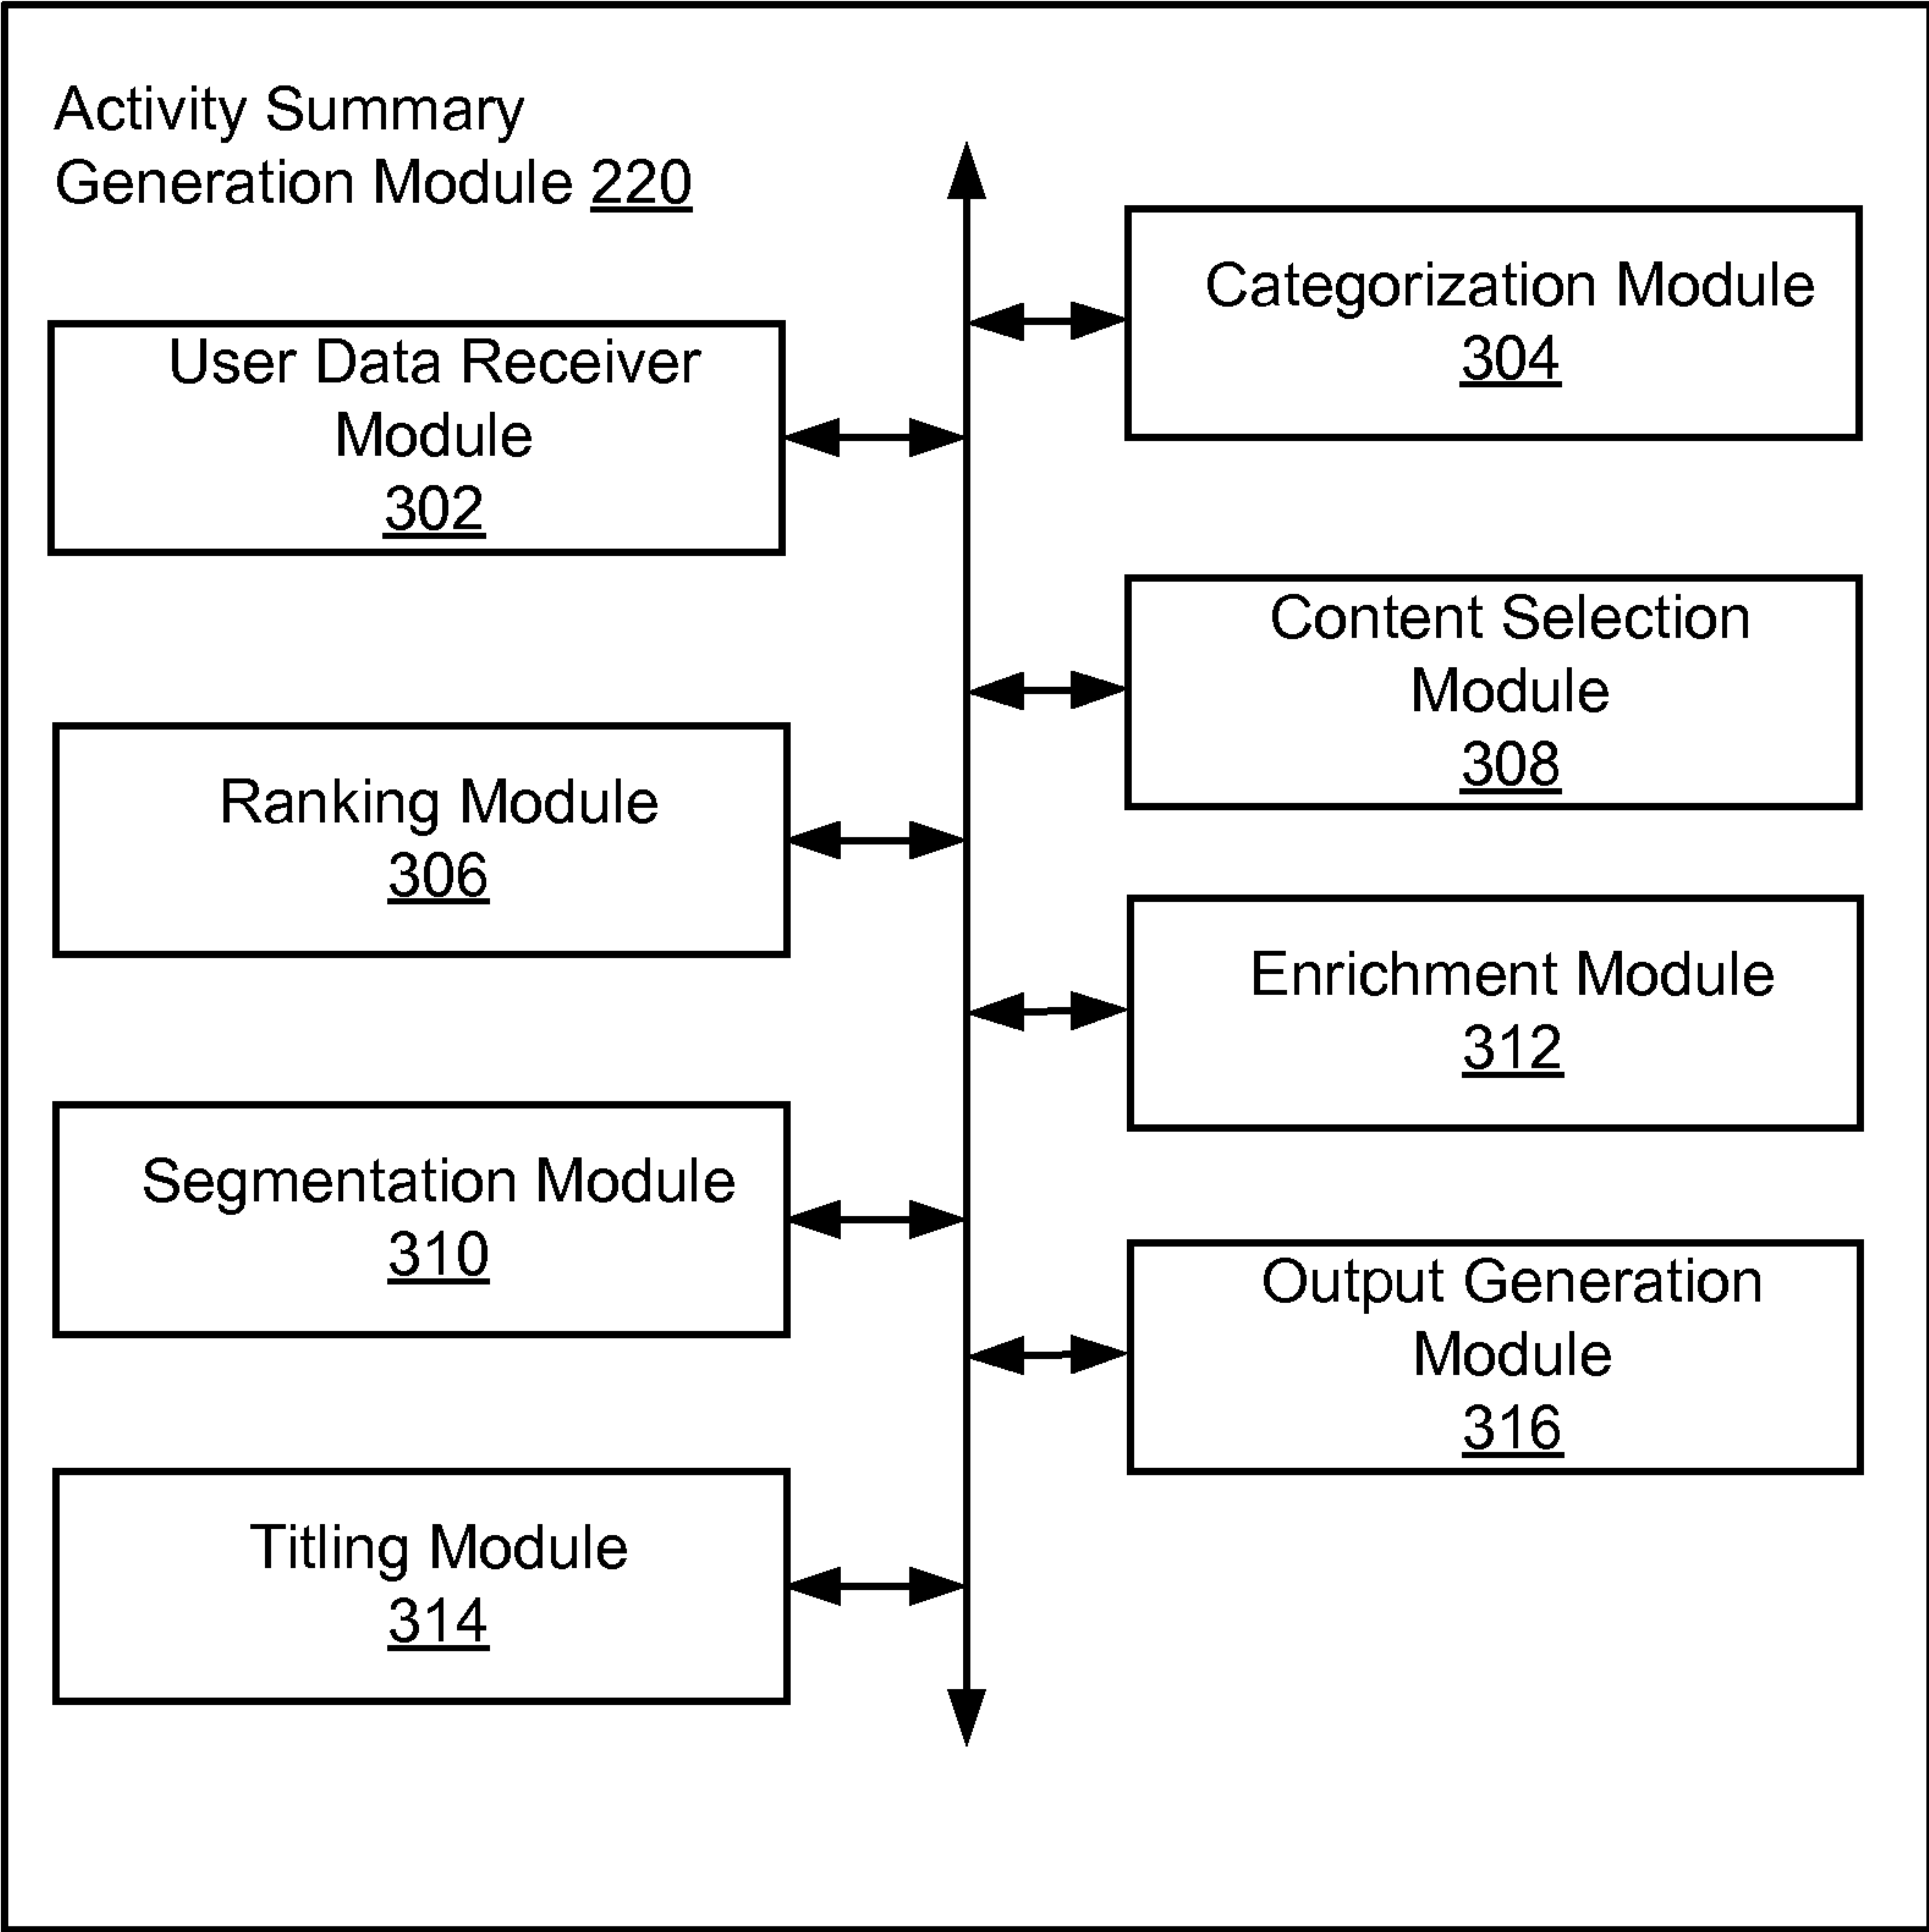 Activity Summary
Generation Module 220
Categorization Module
304
User Data Receiver
Module
302
Content Selection
Module
308
Ranking Module
306
Enrichment Module
312
Segmentation Module
310
Output Generation
Module
316
Titling Module
314